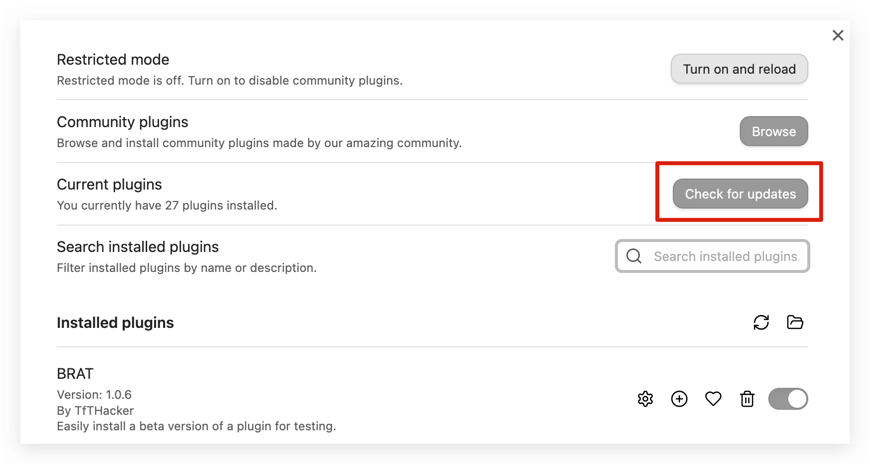 Restricted mode
Restricted mode is off. Turn on to disable community plugins.
Turn on and reload
Community plugins
Browse and install community plugins made by our amazing community.
Browse
Current plugins
You currently have 27 plugins installed.
Check for updates
Search installed plugins
Filter installed plugins by name or description.
Search installed plugins.
Installed plugins
BRAT
Version: 1.0.6
By TfTHacker
Easily install a beta version of a plugin for testing.